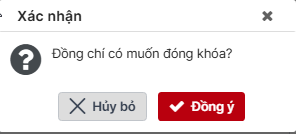 Xác nhận
Đồng chí có muốn đóng khóa?
Hủy bỏ
Đồng ý